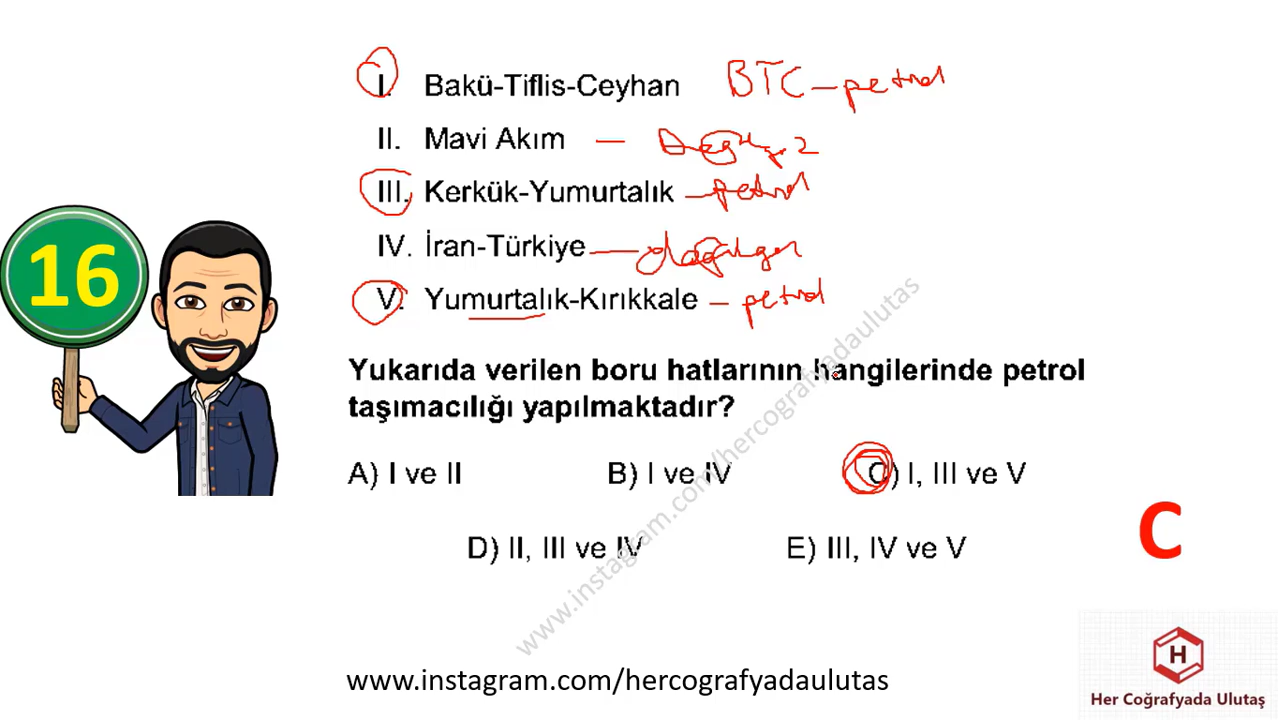 I. Bakü-Tiflis-Ceyhan BTC – petrol
II. Mavi Akım –
III. Kerkük-Yumurtalık – petrol
IV. İran-Türkiye –
V. Yumurtalık-Kırıkkale – petrol
16
Yukarıda verilen boru hatlarının hangilerinde petrol
taşımacılığı yapılmaktadır?
A) I ve II B) I ve IV C) I, III ve V
D) II, III ve IV E) III, IV ve V
C
www.instagram.com/hercografyadaulutas
www.instagram.com/hercografyadaulutas
H
Her Coğrafyada Ulutaş